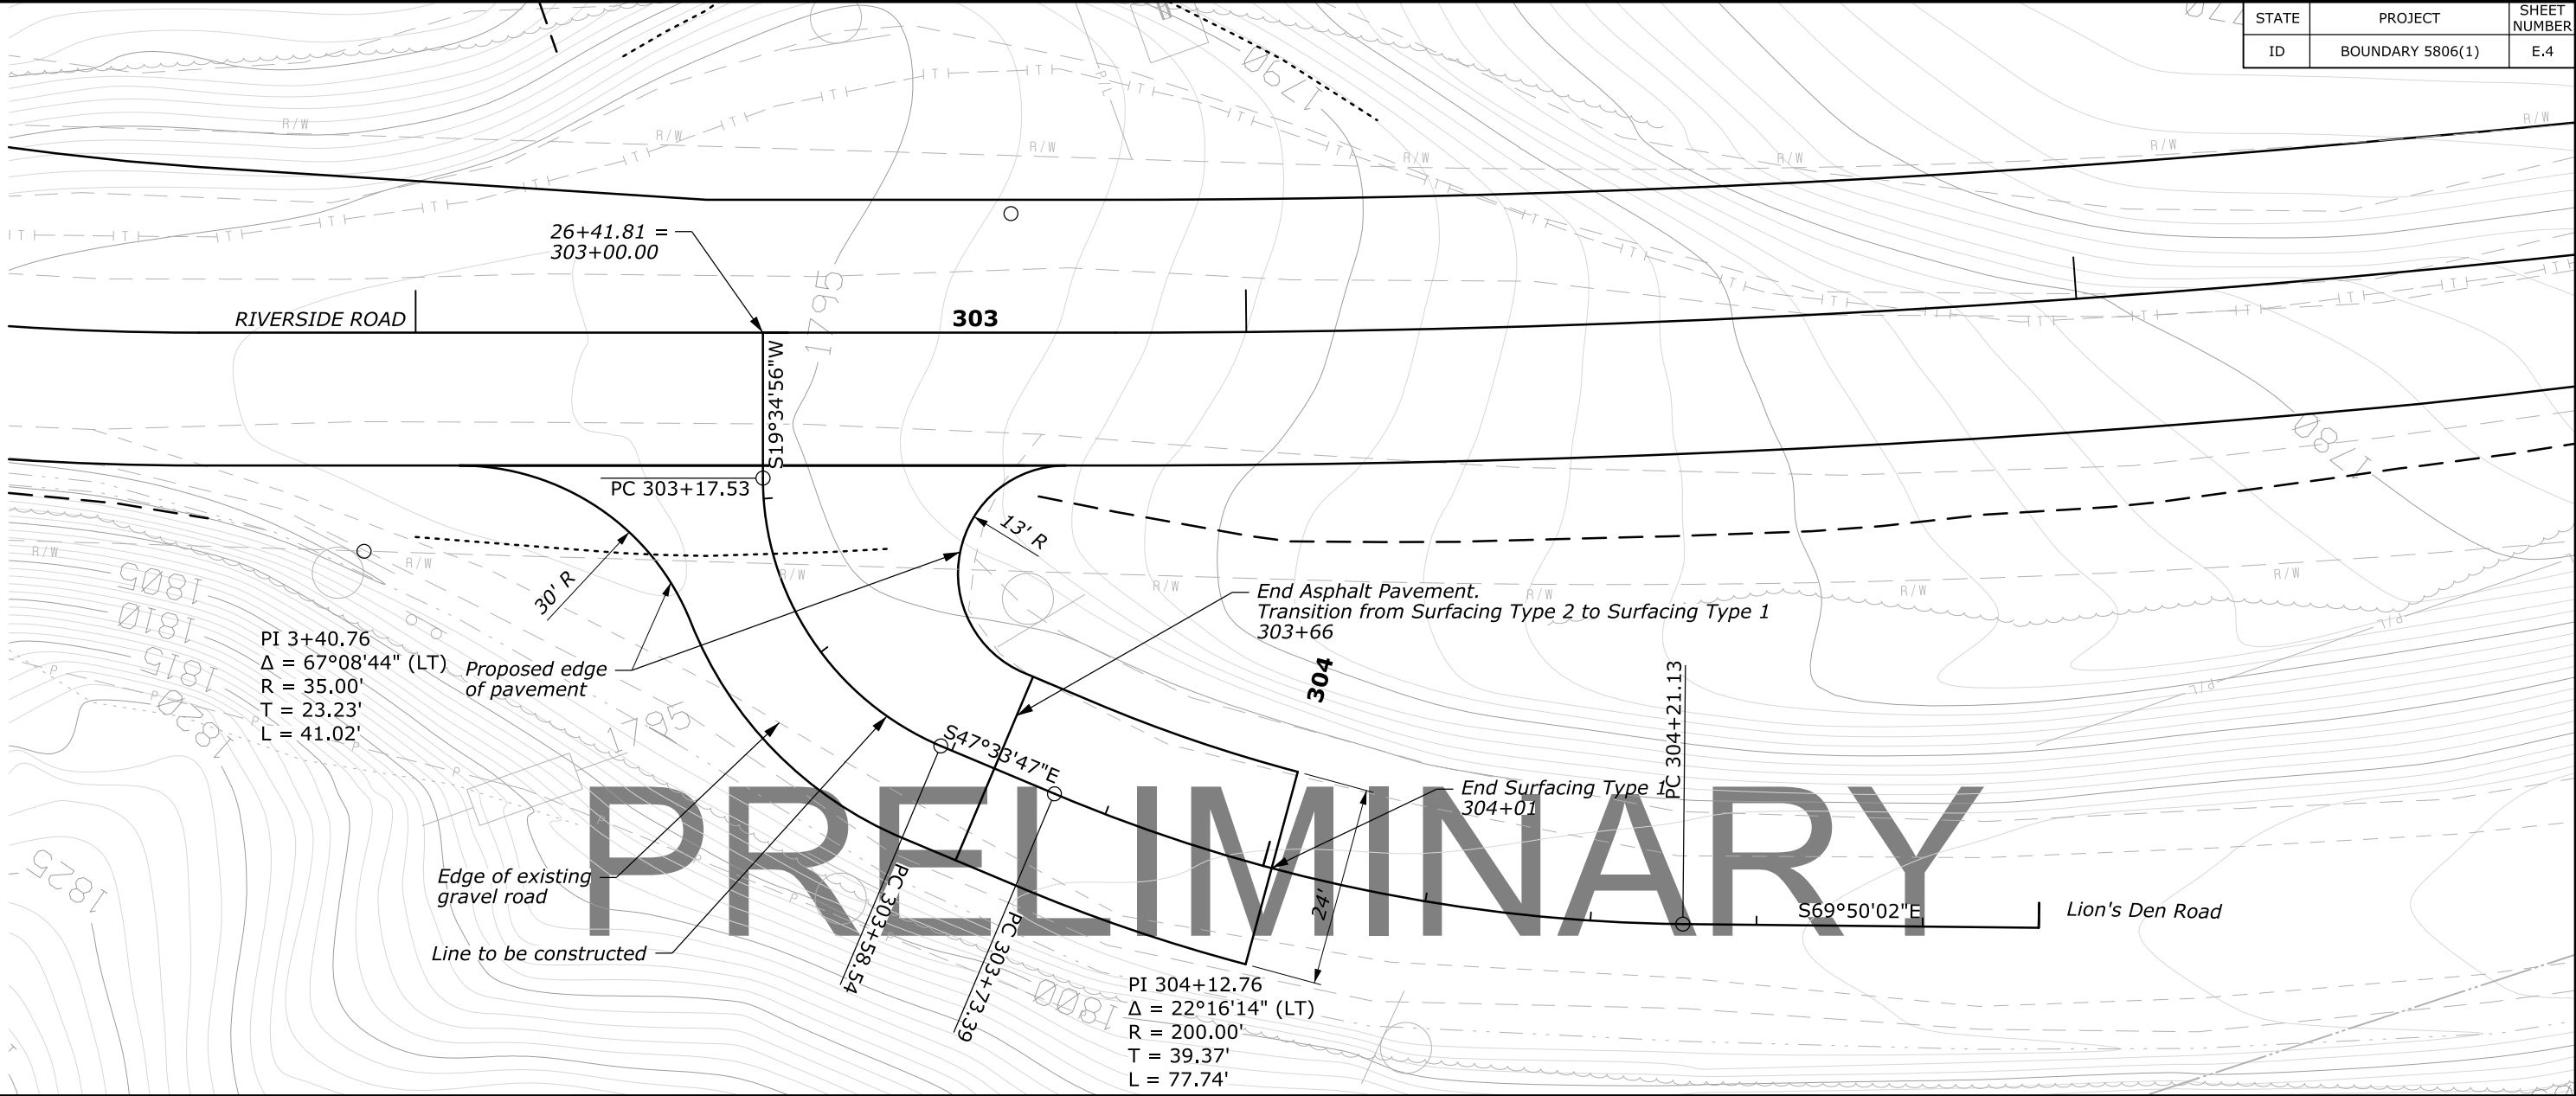 STATE PROJECT SHEET NUMBER
ID BOUNDARY 5806(1) E.4
1770
1790
R/W R/W R/W R/W R/W R/W R/W
26+41.81 =
303+00.00
1795
RIVERSIDE ROAD
303
S19°34'56"W
1780
PC 303+17.53
13' R
30' R
R/W R/W R/W R/W R/W R/W R/W
1805
1810
1815
1820
1825
End Asphalt Pavement.
Transition from Surfacing Type 2 to Surfacing Type 1
303+66
PI 3+40.76
Δ = 67°08'44" (LT)
R = 35.00'
T = 23.23'
L = 41.02'
Proposed edge
of pavement
304
PC 304+21.13
P/L
P/L
1795
S47°33'47"E
PRELIMINARY
End Surfacing Type 1
304+01
24'
Edge of existing
gravel road
PC 303+58.54
PC 303+73.39
S69°50'02"E
Lion's Den Road
Line to be constructed
1800
PI 304+12.76
Δ = 22°16'14" (LT)
R = 200.00'
T = 39.37'
L = 77.74'